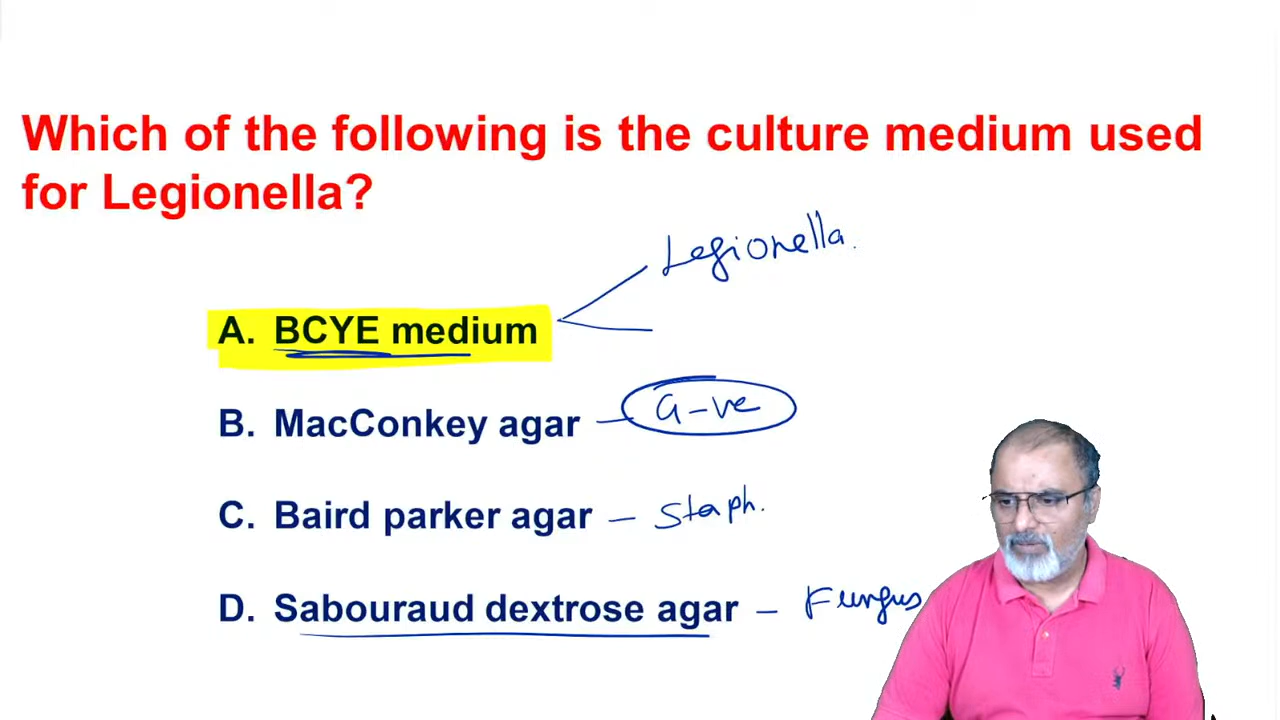 Which of the following is the culture medium used
for Legionella?
Legionella.
A. BCYE medium
B. MacConkey agar – G-ve
C. Baird parker agar – Staph.
D. Sabouraud dextrose agar – Fungus